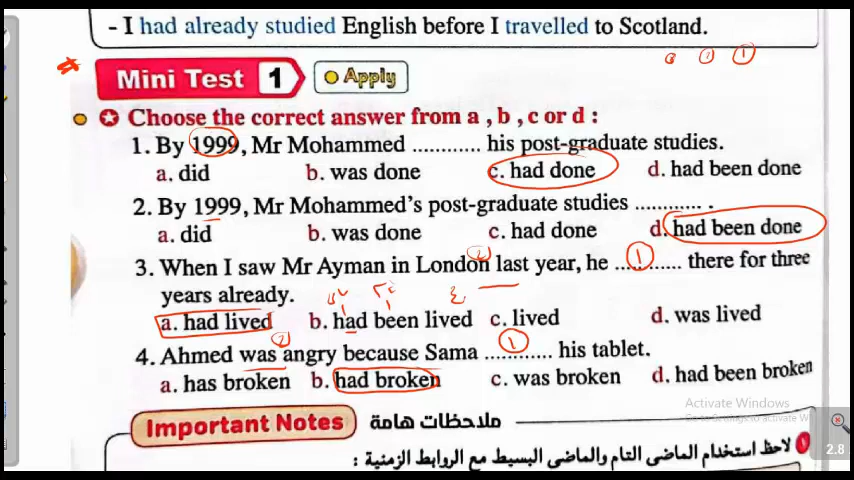 - I had already studied English before I travelled to Scotland.
Mini Test 1 Apply
Choose the correct answer from a , b , c or d :
1. By 1999, Mr Mohammed ............ his post-graduate studies.
a. did b. was done c. had done d. had been done
2. By 1999, Mr Mohammed's post-graduate studies ............ .
a. did b. was done c. had done d. had been done
3. When I saw Mr Ayman in London last year, he ............ there for three
years already.
a. had lived b. had been lived c. lived d. was lived
4. Ahmed was angry because Sama ............ his tablet.
a. has broken b. had broken c. was broken d. had been broken
Activate Windows
Important Notes ملاحظات هامة
لاحظ استخدام الماضى التام والماضى البسيط مع الروابط الزمنية :
2.8